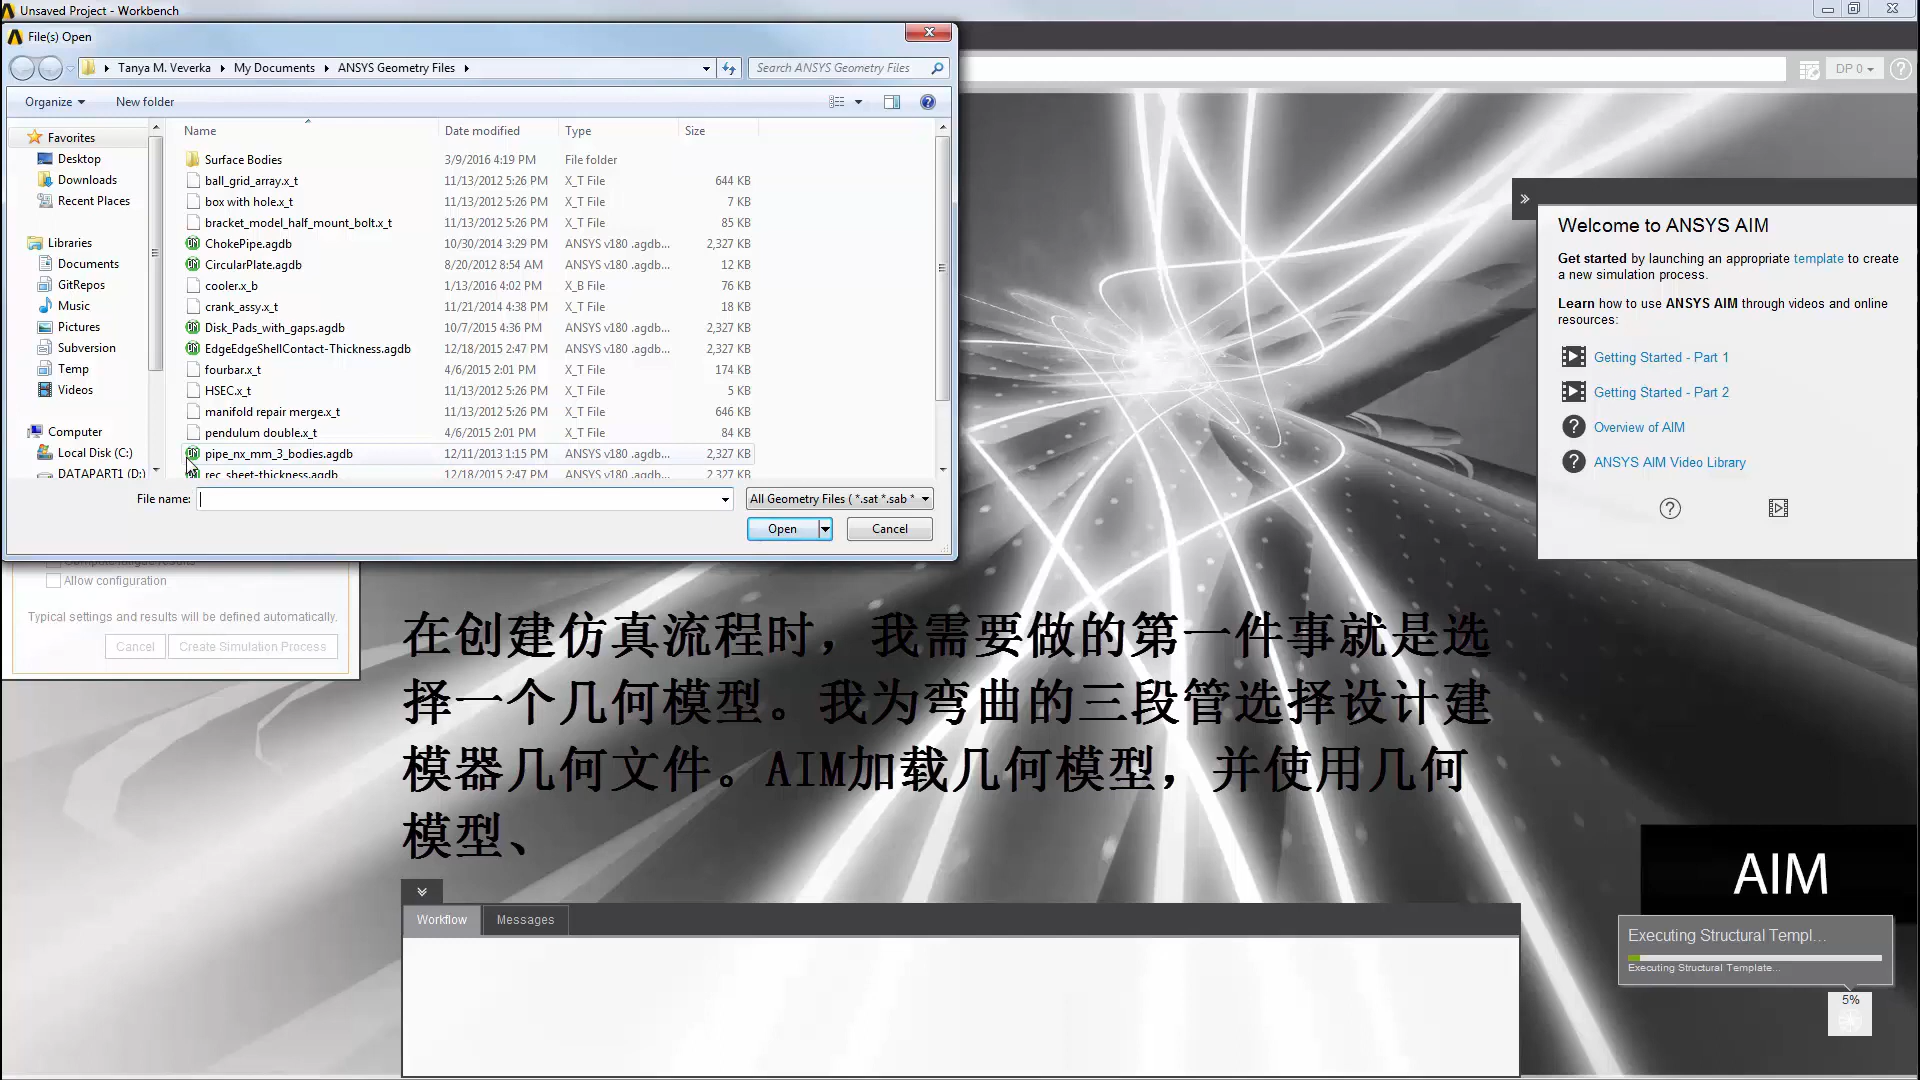 Unsaved Project - Workbench
File(s) Open
Tanya M. Veverka
My Documents
ANSYS Geometry Files
Search ANSYS Geometry Files
DP 0
Organize
New folder
Name
Date modified
Type
Size
Favorites
Desktop
Downloads
Recent Places
Libraries
Documents
GitRepos
Music
Pictures
Subversion
Temp
Videos
Computer
Local Disk (C:)
DATAPART1 (D:)
Surface Bodies 3/9/2016 4:19 PM File folder
ball_grid_array.x_t 11/13/2012 5:26 PM X_T File 644 KB
box with hole.x_t 11/13/2012 5:26 PM X_T File 7 KB
bracket_model_half_mount_bolt.x_t 11/13/2012 5:26 PM X_T File 85 KB
ChokePipe.agdb 10/30/2014 3:29 PM ANSYS v180 .agdb... 2,327 KB
CircularPlate.agdb 8/20/2012 8:54 AM ANSYS v180 .agdb... 12 KB
cooler.x_b 1/13/2016 4:02 PM X_B File 76 KB
crank_assy.x_t 11/21/2014 4:38 PM X_T File 18 KB
Disk_Pads_with_gaps.agdb 10/7/2015 4:36 PM ANSYS v180 .agdb... 2,327 KB
EdgeEdgeShellContact-Thickness.agdb 12/18/2015 2:47 PM ANSYS v180 .agdb... 2,327 KB
fourbar.x_t 4/6/2015 2:01 PM X_T File 174 KB
HSEC.x_t 11/13/2012 5:26 PM X_T File 5 KB
manifold repair merge.x_t 11/13/2012 5:26 PM X_T File 646 KB
pendulum double.x_t 4/6/2015 2:01 PM X_T File 84 KB
pipe_nx_mm_3_bodies.agdb 12/11/2013 1:15 PM ANSYS v180 .agdb... 2,327 KB
rec_sheet-thickness.agdb 12/18/2015 2:47 PM ANSYS v180 .agdb... 2,327 KB
File name:
All Geometry Files ( *.sat *.sab *
Open
Cancel
Allow configuration
Typical settings and results will be defined automatically.
Cancel
Create Simulation Process
Welcome to ANSYS AIM
Get started by launching an appropriate template to create
a new simulation process.
Learn how to use ANSYS AIM through videos and online
resources:
Getting Started - Part 1
Getting Started - Part 2
Overview of AIM
ANSYS AIM Video Library
在创建仿真流程时，我需要做的第一件事就是选
择一个几何模型。我为弯曲的三段管选择设计建
模器几何文件。AIM加载几何模型，并使用几何
模型、
Workflow
Messages
AIM
Executing Structural Templ...
Executing Structural Template...
5%